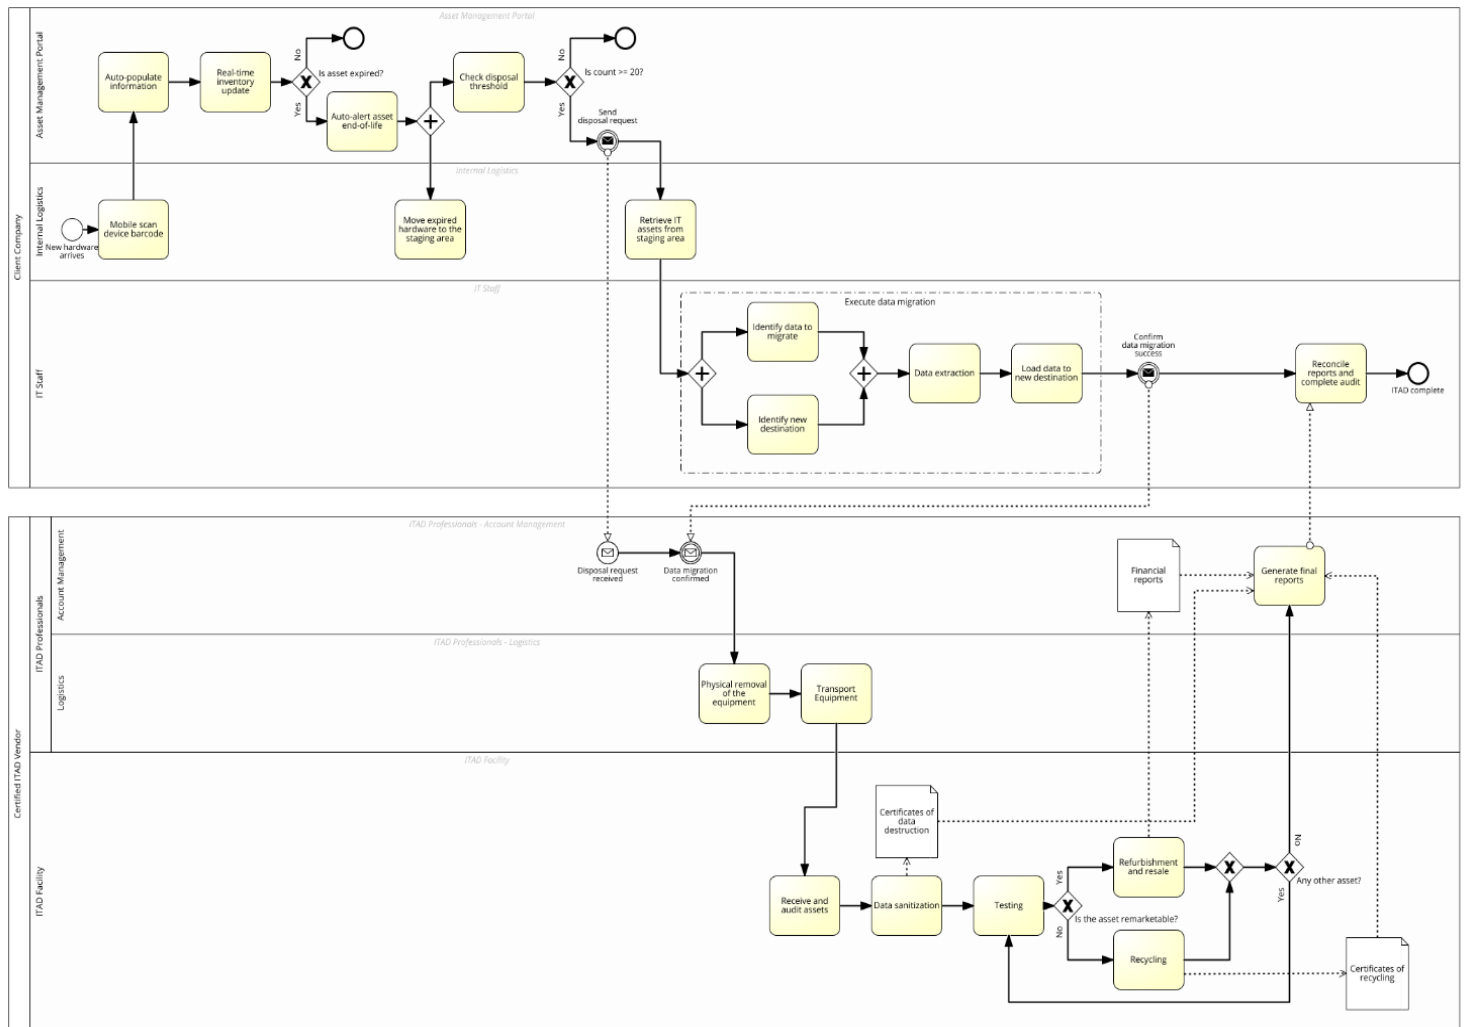 Asset Management Portal
Asset Management Portal
Client Company
Auto-populate
information
Real-time
inventory
update
No
Is asset expired?
Yes
Auto-alert asset
end-of-life
Check disposal
threshold
No
Is count >= 20?
Yes
Send
disposal request
Internal Logistics
Internal Logistics
New hardware
arrives
Mobile scan
device barcode
Move expired
hardware to the
staging area
Retrieve IT
assets from
staging area
IT Staff
IT Staff
Execute data migration
Identify data to
migrate
Identify new
destination
Data extraction
Load data to
new destination
Confirm
data migration
success
Reconcile
reports and
complete audit
ITAD complete
Certified ITAD Vendor
ITAD Professionals
Account Management
ITAD Professionals - Account Management
Disposal request
received
Data migration
confirmed
Financial
reports
Generate final
reports
Logistics
ITAD Professionals - Logistics
Physical removal
of the
equipment
Transport
Equipment
ITAD Facility
ITAD Facility
Certificates of
data
destruction
Receive and
audit assets
Data sanitization
Testing
Yes
Is the asset remarketable?
No
Refurbishment
and resale
Recycling
No
Any other asset?
Yes
Certificates of
recycling